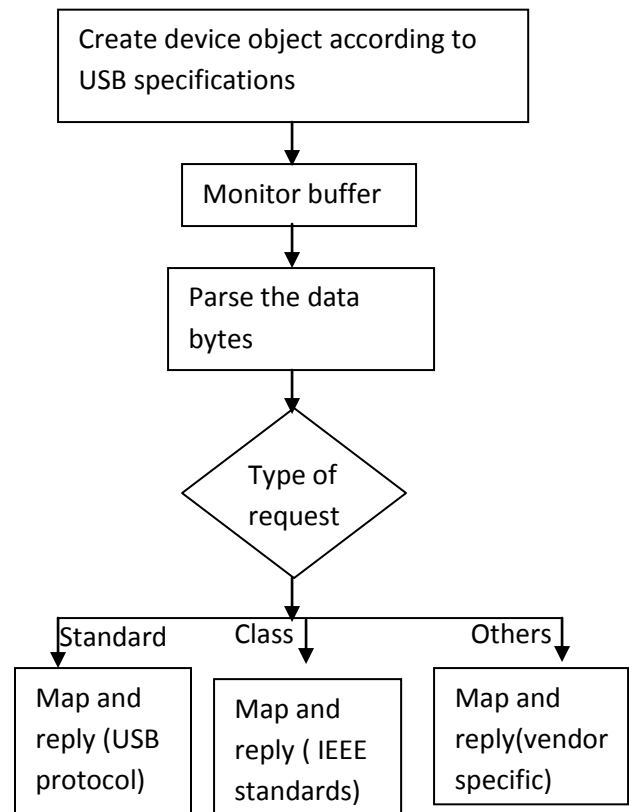 Create device object according to
USB specifications
Monitor buffer
Parse the data
bytes
Type of
request
Standard
Class
Others
Map and
reply (USB
protocol)
Map and
reply ( IEEE
standards)
Map and
reply(vendor
specific)